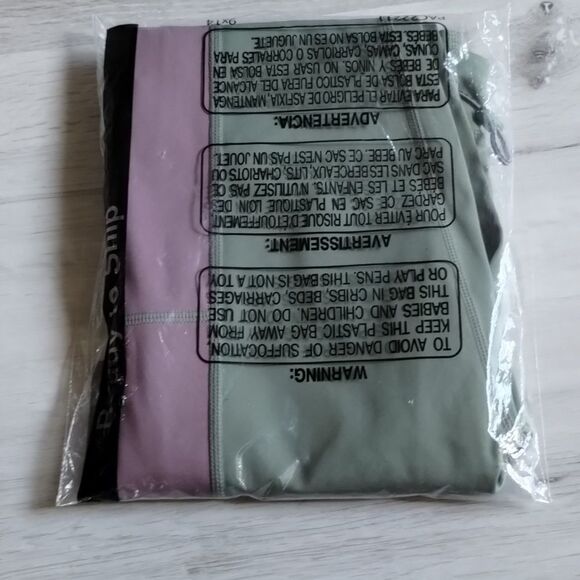 WARNING:
TO AVOID DANGER OF SUFFOCATION,
KEEP THIS PLASTIC BAG AWAY FROM
BABIES AND CHILDREN. DO NOT USE
THIS BAG IN CRIBS, BEDS, CARRIAGES
OR PLAY PENS. THIS BAG IS NOT A TOY.
AVERTISSEMENT:
POUR ÉVITER TOUT RISQUE D'ÉTOUFFEMENT,
GARDEZ CE SAC EN PLASTIQUE LOIN DES
BÉBÉS ET LES ENFANTS, N'UTILISEZ PAS CE
SAC DANS LES BERCEAUX, LITS, CHARIOTS OU
PARC AU BÉBÉ. CE SAC N'EST PAS UN JOUET.
ADVERTENCIA:
PARA EVITAR EL PELIGRO DE ASFIXIA, MANTENGA
ESTA BOLSA DE PLASTICO FUERA DEL ALCANCE
DE BEBÉS Y NIÑOS. NO USAR ESTA BOLSA EN
CUNAS, CAMAS, CARRIOLAS O CORRALES PARA
BEBÉS. ESTA BOLSA NO ES UN JUGUETE.
9x14
Ready to Ship